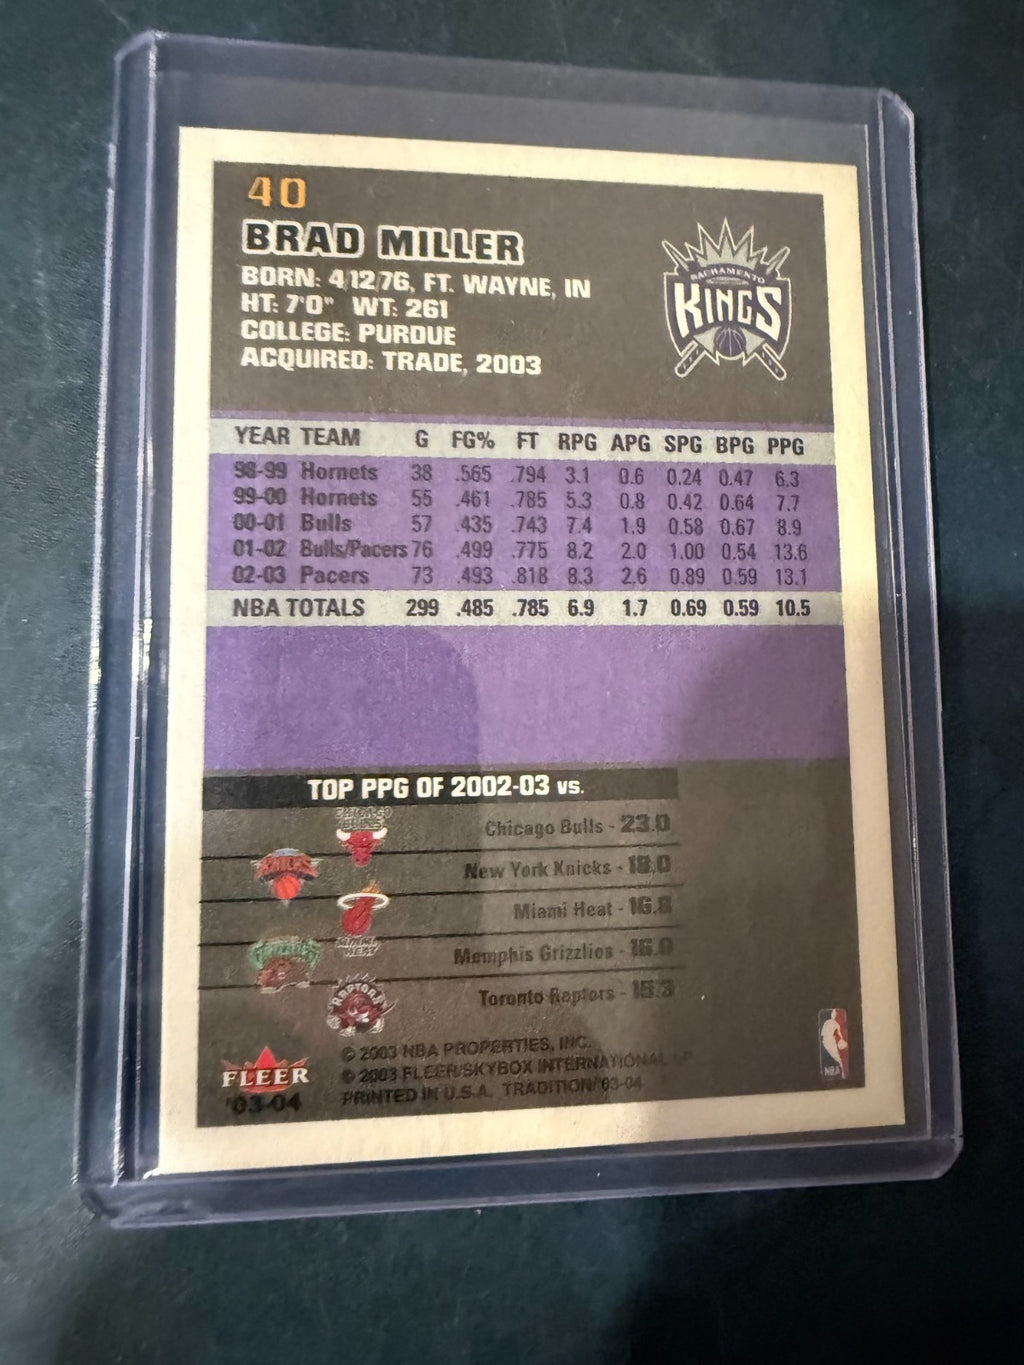 40
BRAD MILLER
BORN: 4/12/76, FT. WAYNE, IN
HT: 7'0" WT: 261
COLLEGE: PURDUE
ACQUIRED: TRADE, 2003
SACRAMENTO
KINGS
YEAR TEAM G FG% FT RPG APG SPG BPG PPG
98-99 Hornets 38 .565 .794 3.1 0.6 0.24 0.47 6.3
99-00 Hornets 55 .461 .785 5.3 0.8 0.42 0.64 7.7
00-01 Bulls 57 .435 .743 7.4 1.9 0.58 0.67 8.9
01-02 Bulls/Pacers 76 .499 .775 8.2 2.0 1.00 0.54 13.6
02-03 Pacers 73 .493 .818 8.3 2.6 0.89 0.59 13.1
NBA TOTALS 299 .485 .785 6.9 1.7 0.69 0.59 10.5
TOP PPG OF 2002-03 vs.
CHICAGO BULLS
Chicago Bulls - 23.0
KNICKS
New York Knicks - 18.0
Miami Heat - 16.8
MIAMI HEAT
GRIZZLIES
Memphis Grizzlies - 16.0
RAPTORS
Toronto Raptors - 15.3
© 2003 NBA PROPERTIES, INC.
© 2003 FLEER/SKYBOX INTERNATIONAL LP
PRINTED IN U.S.A. TRADITION/'03-04
FLEER
'03-04
NBA